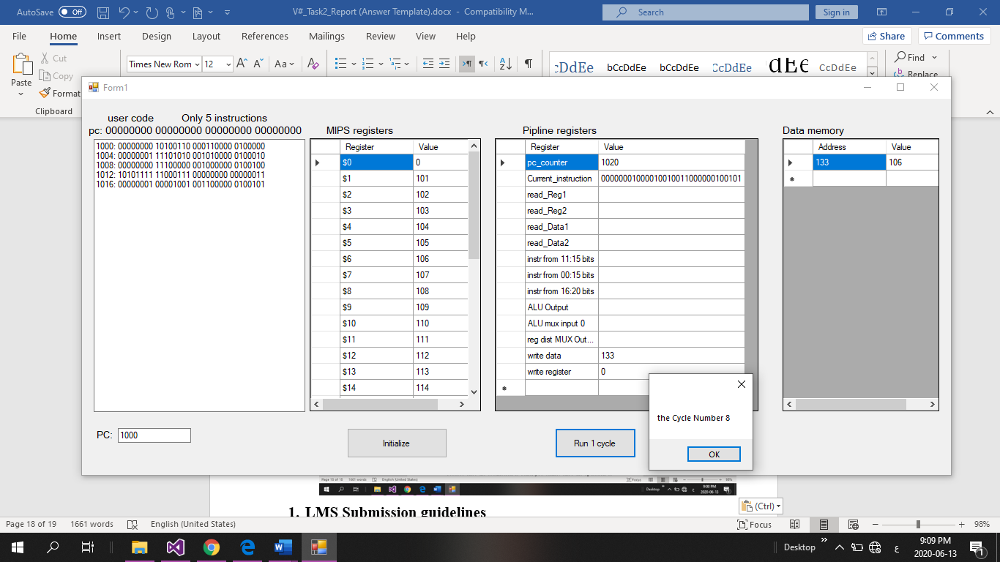 AutoSave Off V#_Task2_Report (Answer Template).docx - Compatibility M... Search Sign in
File Home Insert Design Layout References Mailings Review View Help Share Comments
Paste Cut Copy Format
Times New Rom 12 Aa
bCcDdEe bCcDdEe CcDdEe CcDdEe
Find
Replace
Clipboard
Form1
user code Only 5 instructions
pc: 00000000 00000000 00000000 00000000
1000: 00000000 10100110 000110000 0100000
1004: 00000001 11101010 001010000 0100010
1008: 00000000 11100000 001000000 0100100
1012: 10101111 11000111 00000000 00000011
1016: 00000001 00001001 001100000 0100101
MIPS registers
Register Value
$0 0
$1 101
$2 102
$3 103
$4 104
$5 105
$6 106
$7 107
$8 108
$9 109
$10 110
$11 111
$12 112
$13 113
$14 114
Pipline registers
Register Value
pc_counter 1020
Current_instruction 00000001000010010011000000100101
read_Reg1
read_Reg2
read_Data1
read_Data2
instr from 11:15 bits
instr from 00:15 bits
instr from 16:20 bits
ALU Output
ALU mux input 0
reg dist MUX Out...
write data 133
write register 0
Data memory
Address Value
133 106
PC: 1000
Initialize
Run 1 cycle
the Cycle Number 8
OK
1. LMS Submission guidelines
(Ctrl)
Page 18 of 19 1661 words English (United States) Focus 98%
Desktop ع 9:09 PM
2020-06-13 1